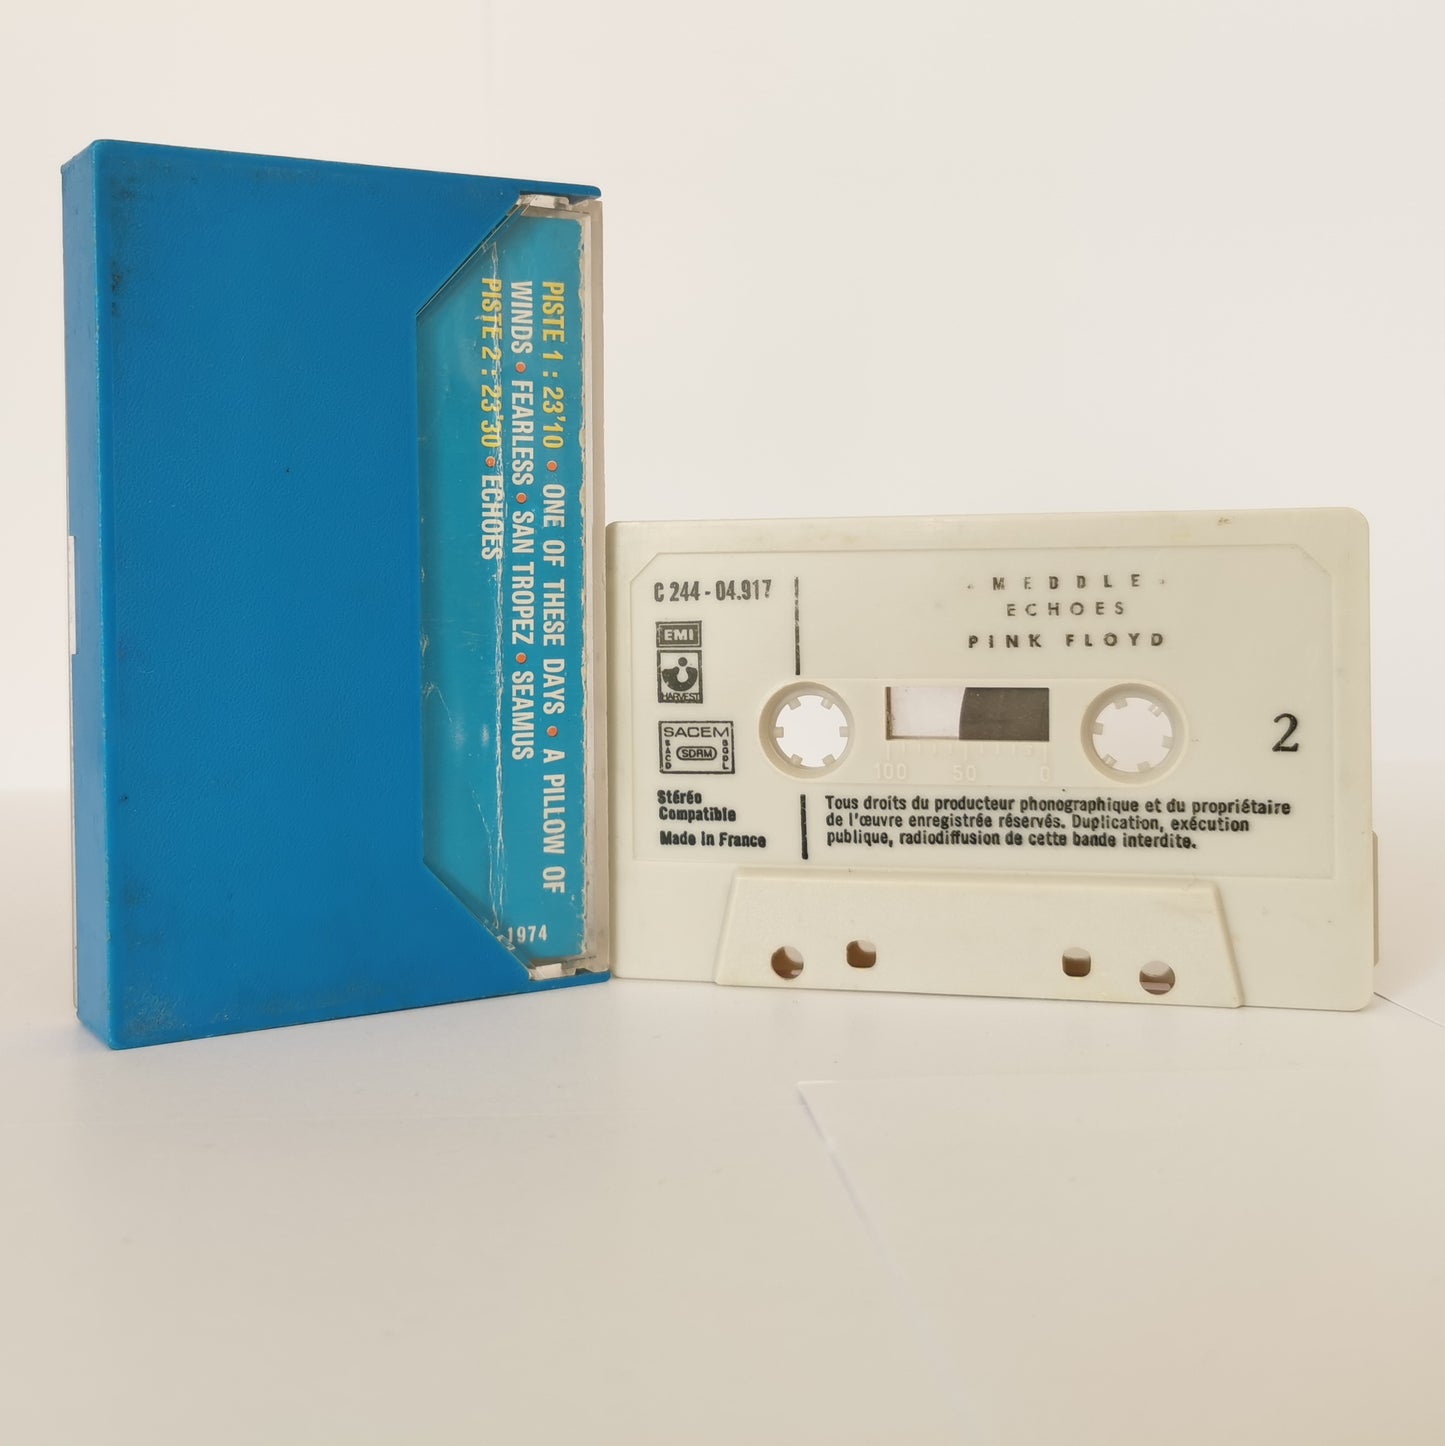 PISTE 1 : 23'10 • ONE OF THESE DAYS • A PILLOW OF
WINDS • FEARLESS • SAN TROPEZ • SEAMUS
PISTE 2 : 23'30 • ECHOES
1974
C 244 - 04.917
EMI
HARVEST
SACEM
SACD
SDRM
SGDL
Stéréo
Compatible
Made in France
MEDDLE
ECHOES
PINK FLOYD
2
100 50 0
Tous droits du producteur phonographique et du propriétaire
de l'œuvre enregistrée réservés. Duplication, exécution
publique, radiodiffusion de cette bande interdite.